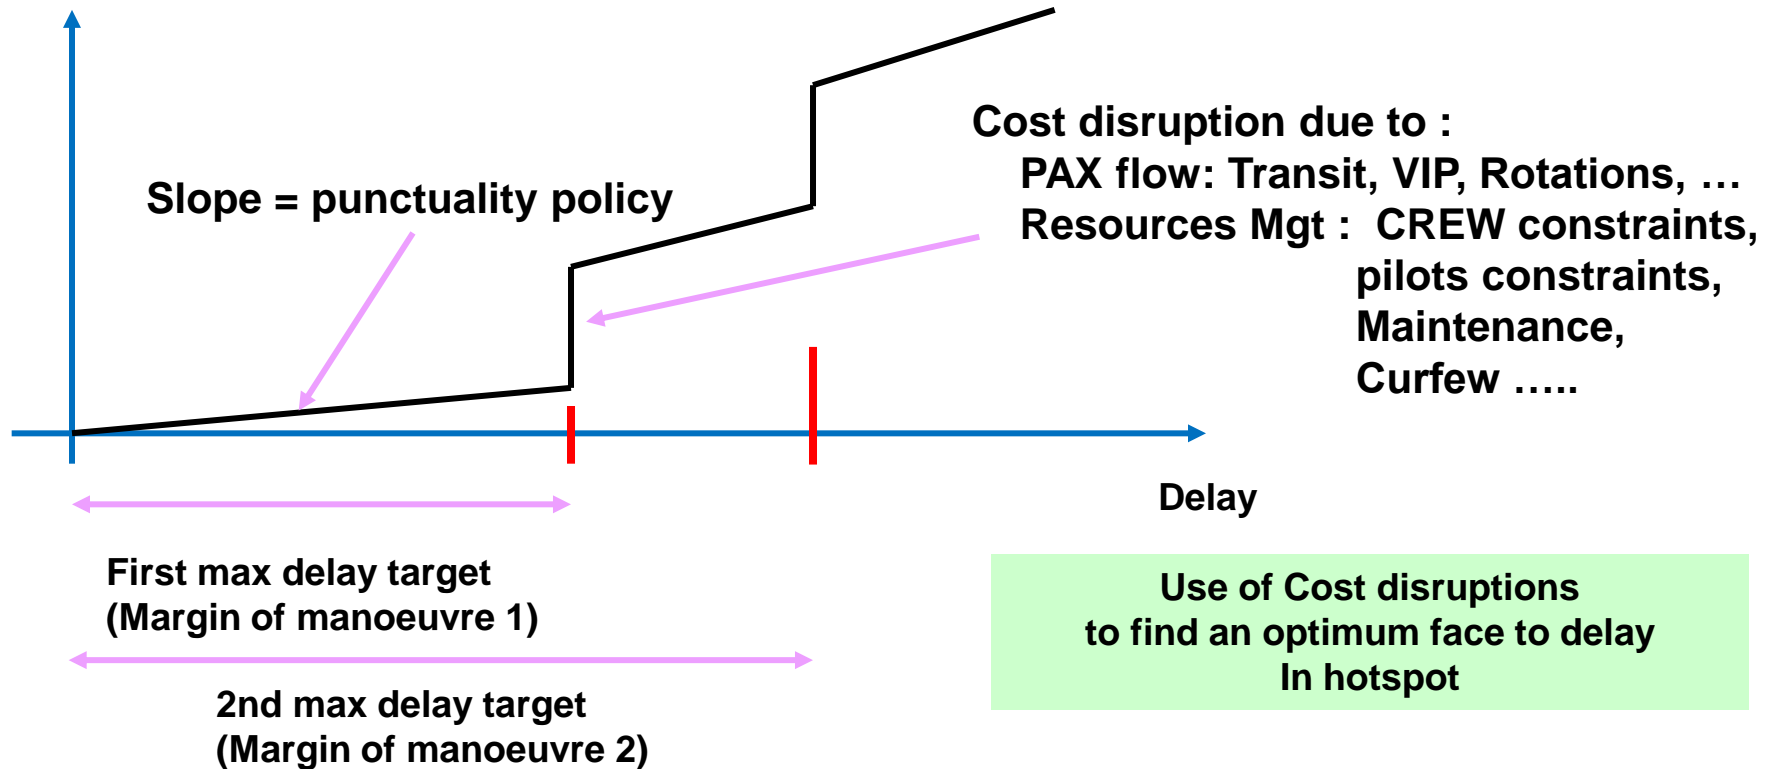 Cost disruption due to :
PAX flow: Transit, VIP, Rotations, …
Slope = punctuality policy
Resources Mgt : CREW constraints,
pilots constraints,
Maintenance,
Curfew …..
Delay
First max delay target
(Margin of manoeuvre 1)
2nd max delay target
(Margin of manoeuvre 2)
Use of Cost disruptions
to find an optimum face to delay
In hotspot